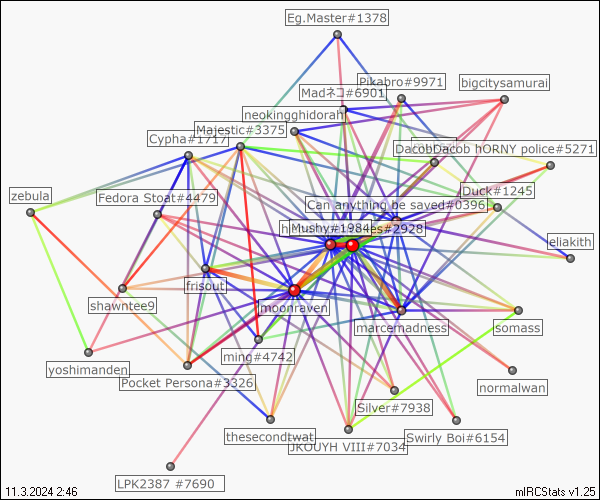 Eg.Master#1378
Pikabro#9971
bigcitysamurai
Madネコ#6901
neokingghidorah
Majestic#3375
Cypha#1717
DacobDacob hORNY police#5271
zebula
Fedora Stoat#4479
Duck#1245
Can anything be saved#0396
Mushy#1984
es#2928
eliakith
frisout
shawntee9
moonraven
marcemadness
somass
ming#4742
yoshimanden
Pocket Persona#3326
normalwan
Silver#7938
thesecondtwat
JKOUYH VIII#7034
Swirly Boi#6154
LPK2387 #7690
11.3.2024 2:46
mIRCStats v1.25